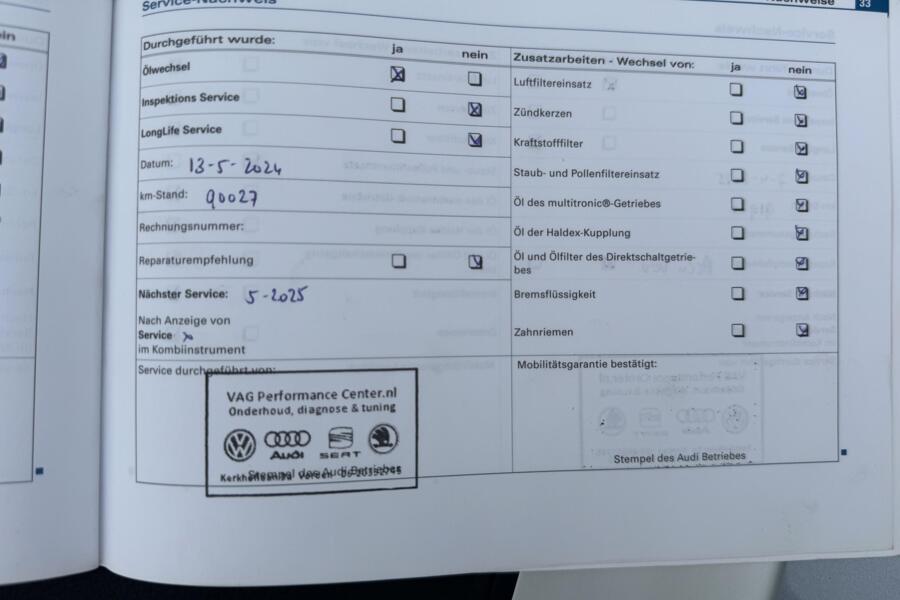 Service-Nachweis
33
Durchgeführt wurde:
ja
nein
Ölwechsel
Inspektions Service
LongLife Service
Datum: 13-5-2024
km-Stand: 90027
Rechnungsnummer:
Reparaturempfehlung
Nächster Service: 5-2025
Nach Anzeige von
Service
im Kombiinstrument
Service durchgeführt von:
VAG Performance Center.nl
Onderhoud, diagnose & tuning
Audi
SEAT
Stempel des Audi Betriebes
Zusatzarbeiten - Wechsel von:
ja
nein
Luftfiltereinsatz
Zündkerzen
Kraftstofffilter
Staub- und Pollenfiltereinsatz
Öl des multitronic®-Getriebes
Öl der Haldex-Kupplung
Öl und Ölfilter des Direktschaltgetrie-
bes
Bremsflüssigkeit
Zahnriemen
Mobilitätsgarantie bestätigt:
Stempel des Audi Betriebes